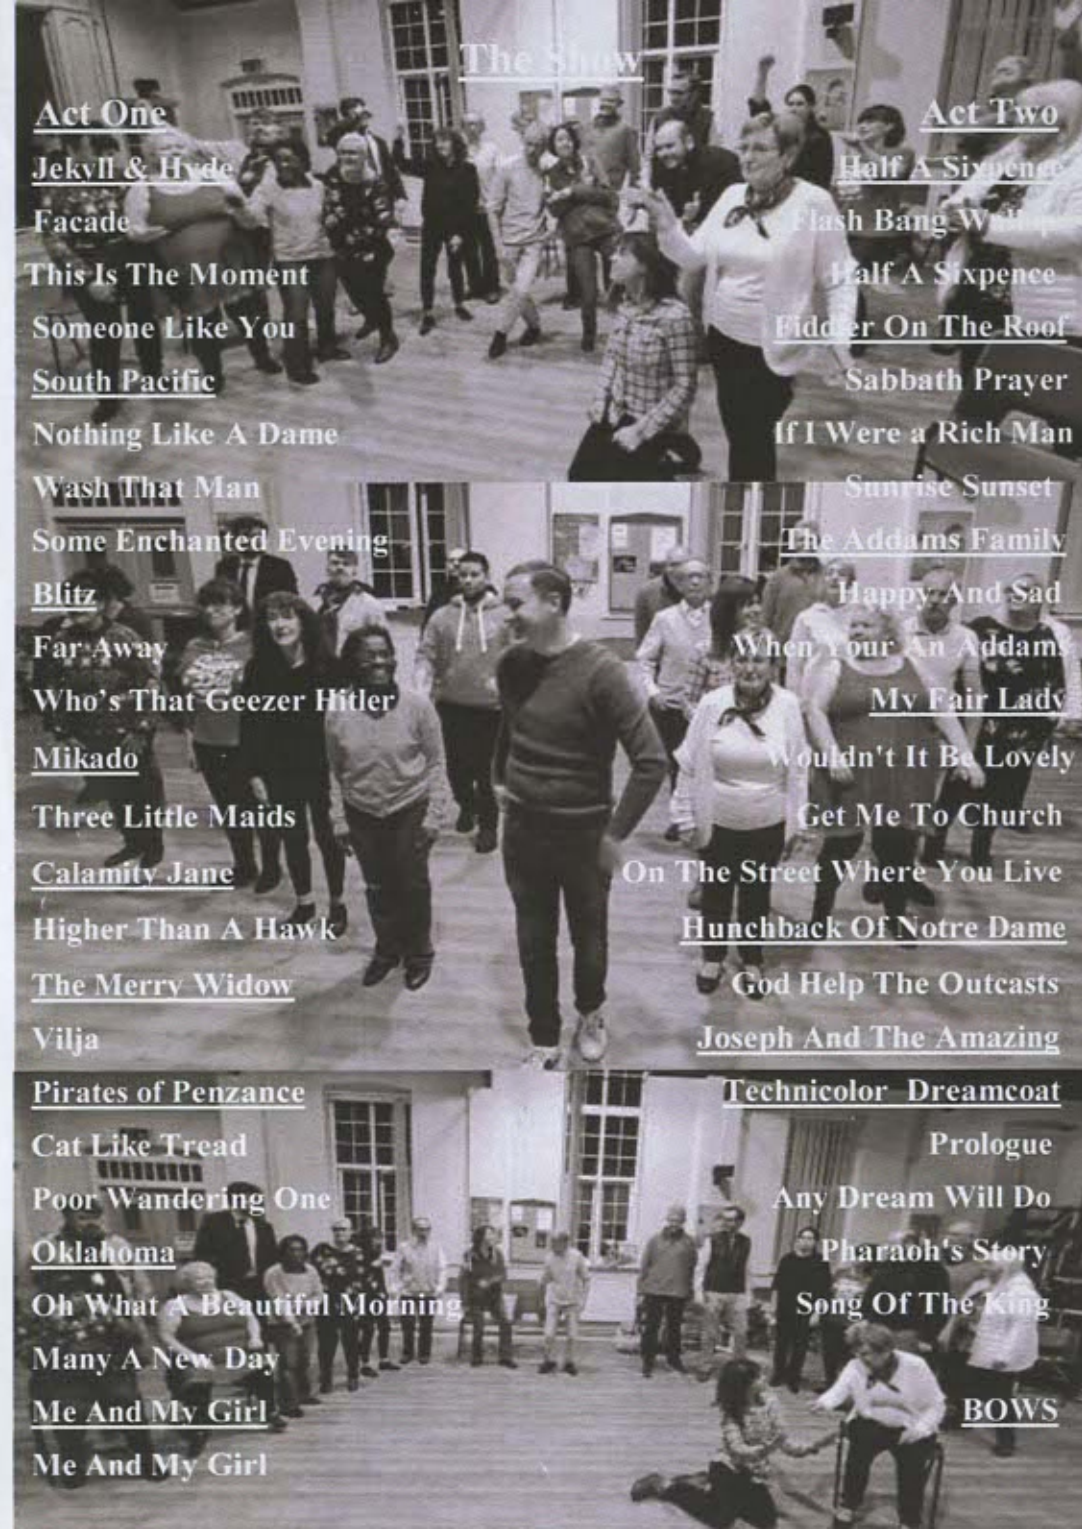 The Show
Act One
Jekyll & Hyde
Facade
This Is The Moment
Someone Like You
South Pacific
Nothing Like A Dame
Wash That Man
Some Enchanted Evening
Blitz
Far Away
Who's That Geezer Hitler
Mikado
Three Little Maids
Calamity Jane
Higher Than A Hawk
The Merry Widow
Vilja
Pirates of Penzance
Cat Like Tread
Poor Wandering One
Oklahoma
Oh What A Beautiful Morning
Many A New Day
Me And My Girl
Me And My Girl
Act Two
Half A Sixpence
Flash Bang Wallop
Half A Sixpence
Fiddler On The Roof
Sabbath Prayer
If I Were a Rich Man
Sunrise Sunset
The Addams Family
Happy And Sad
When Your An Addams
My Fair Lady
Wouldn't It Be Lovely
Get Me To Church
On The Street Where You Live
Hunchback Of Notre Dame
God Help The Outcasts
Joseph And The Amazing
Technicolor Dreamcoat
Prologue
Any Dream Will Do
Pharaoh's Story
Song Of The King
BOWS